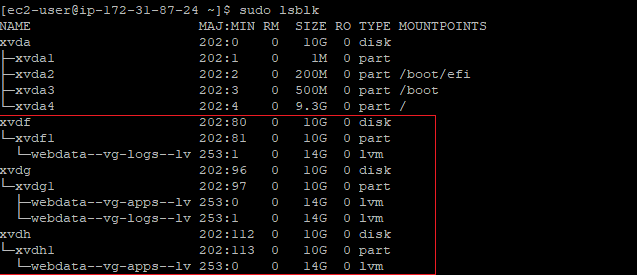 [ec2-user@ip-172-31-87-24 ~]$ sudo lsblk
NAME MAJ:MIN RM SIZE RO TYPE MOUNTPOINTS
xvda 202:0 0 10G 0 disk
├─xvda1 202:1 0 1M 0 part
├─xvda2 202:2 0 200M 0 part /boot/efi
├─xvda3 202:3 0 500M 0 part /boot
└─xvda4 202:4 0 9.3G 0 part /
xvdf 202:80 0 10G 0 disk
└─xvdf1 202:81 0 10G 0 part
  └─webdata--vg-logs--lv 253:1 0 14G 0 lvm
xvdg 202:96 0 10G 0 disk
└─xvdg1 202:97 0 10G 0 part
  ├─webdata--vg-apps--lv 253:0 0 14G 0 lvm
  └─webdata--vg-logs--lv 253:1 0 14G 0 lvm
xvdh 202:112 0 10G 0 disk
└─xvdh1 202:113 0 10G 0 part
  └─webdata--vg-apps--lv 253:0 0 14G 0 lvm